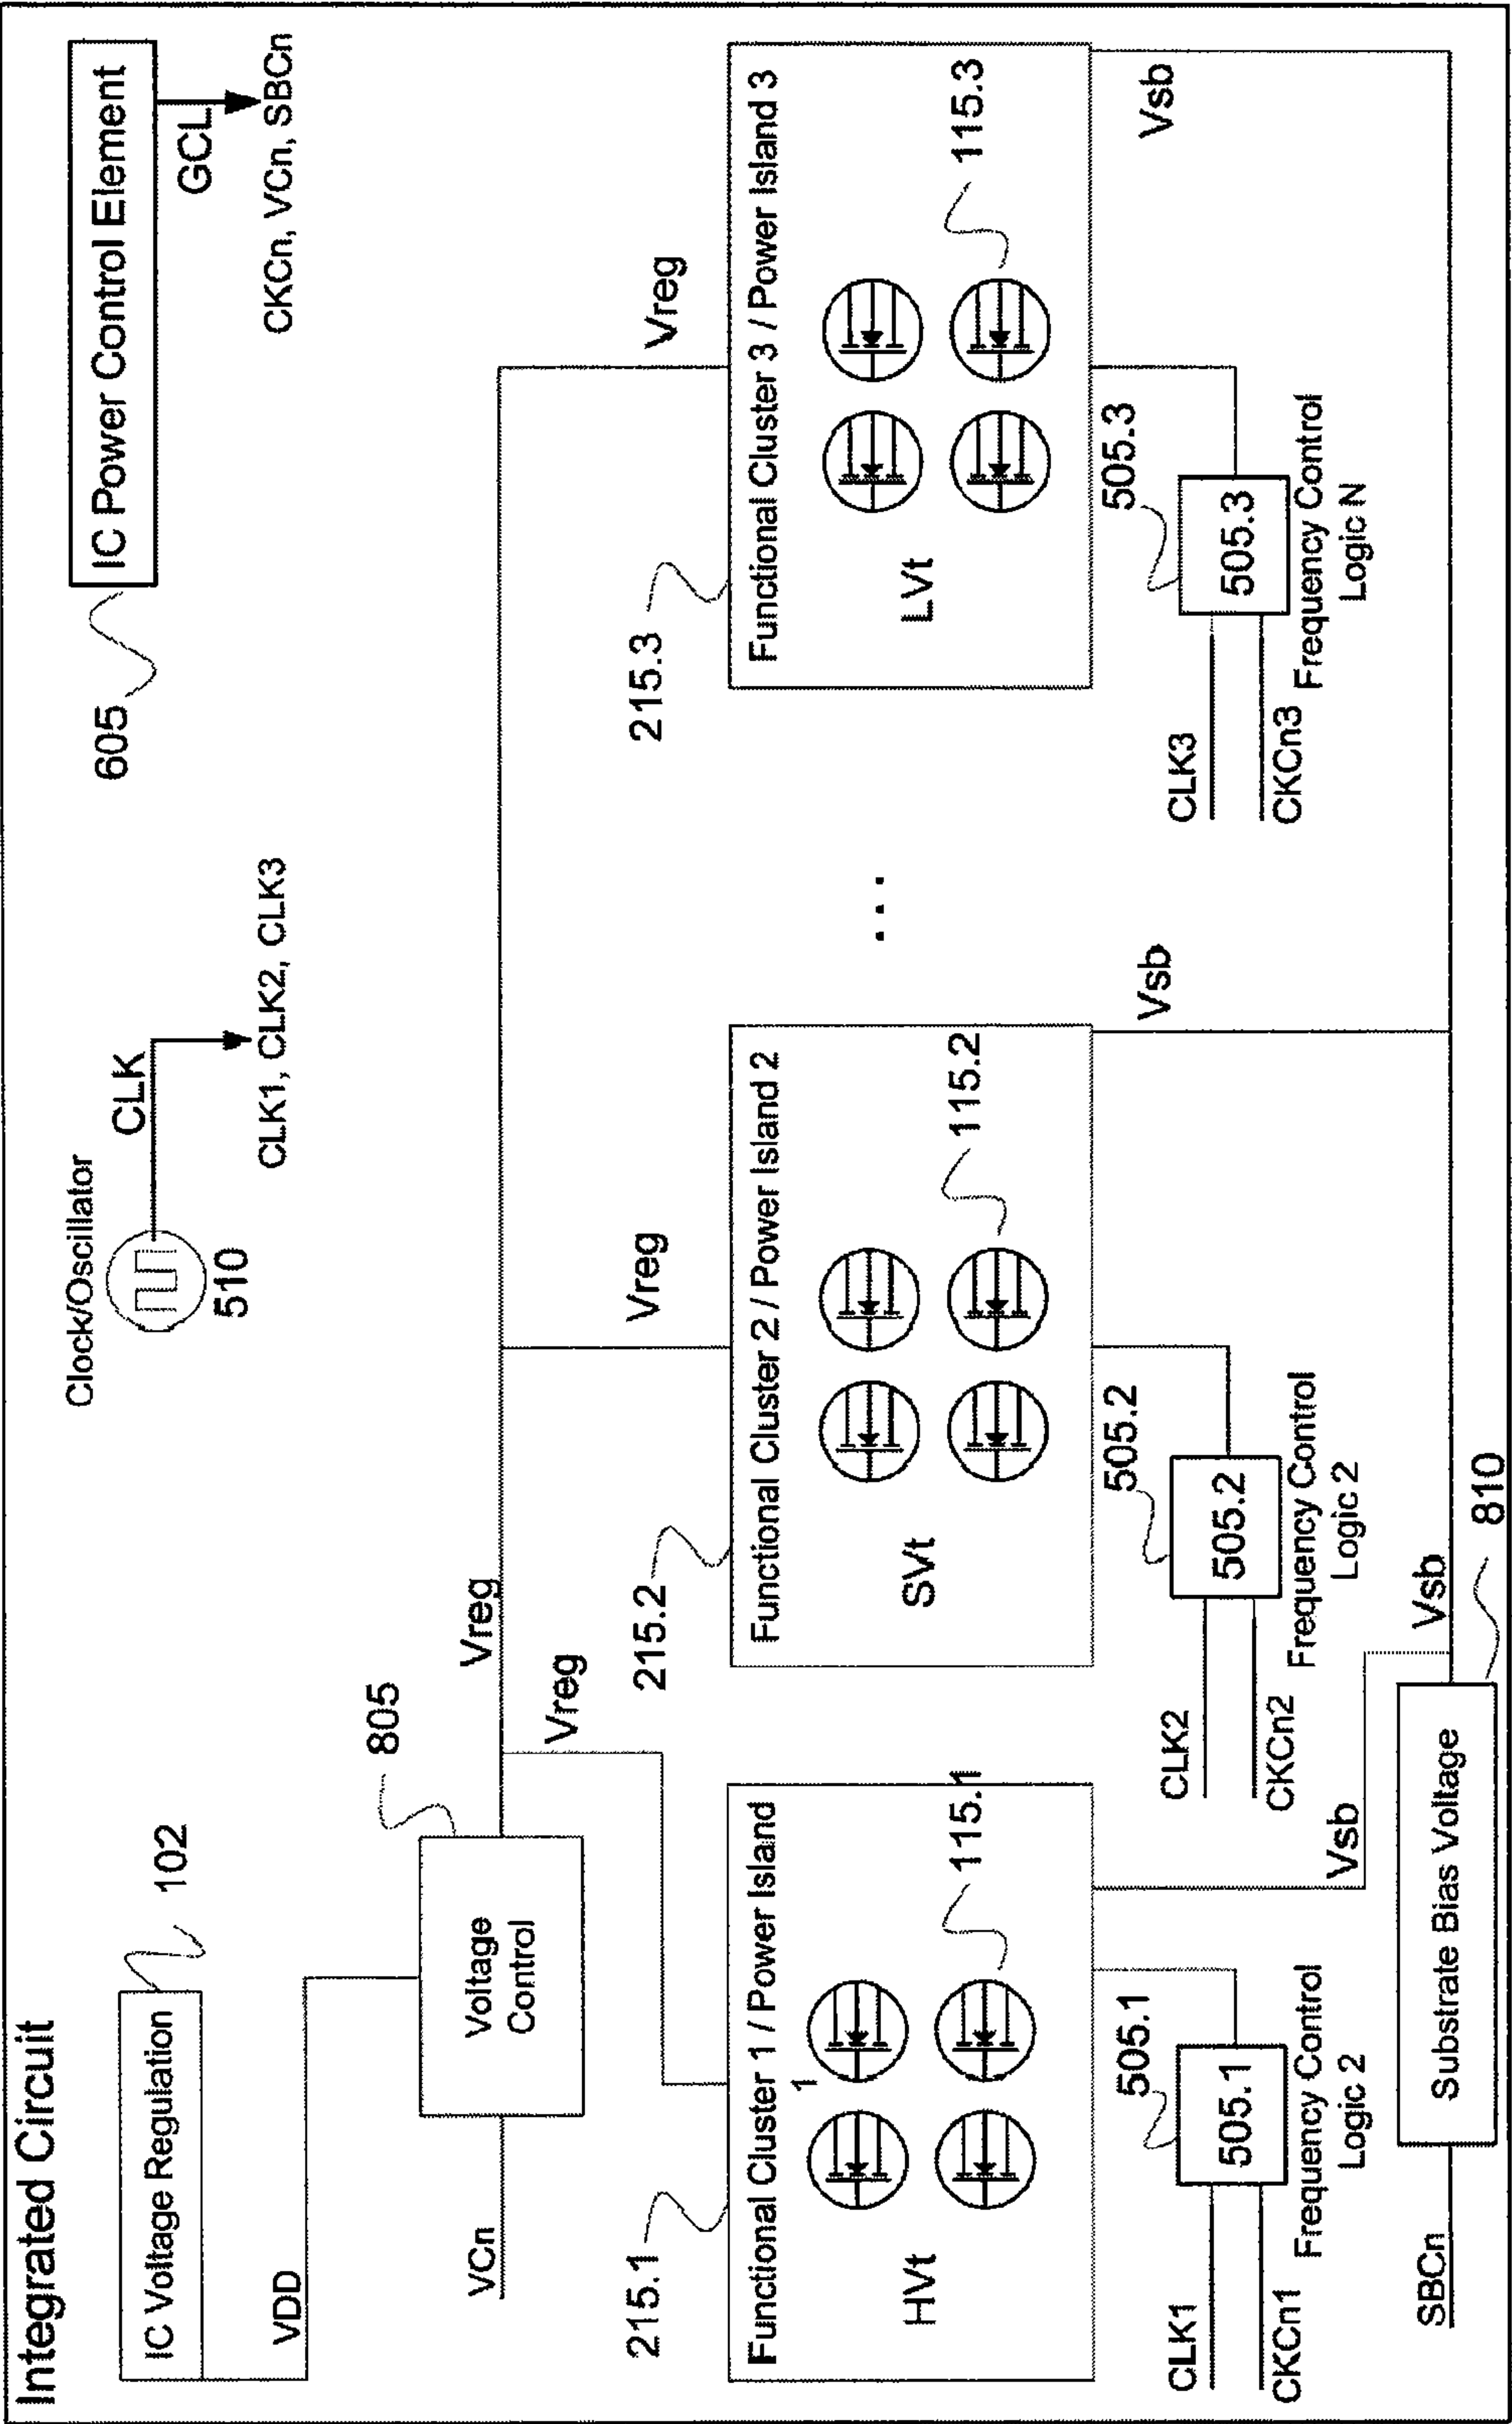 Integrated Circuit
IC Voltage Regulation
102
VDD
Clock/Oscillator
510
CLK
CLK1, CLK2, CLK3
IC Power Control Element
605
GCL
CKCn, VCn, SBCn
805
Voltage
Control
VCn
Vreg
Vreg
Vreg
Vreg
215.1
Functional Cluster 1 / Power Island
1
HVt
115.1
215.2
Functional Cluster 2 / Power Island 2
SVt
115.2
...
215.3
Functional Cluster 3 / Power Island 3
LVt
115.3
CLK1
CKCn1
505.1
505.1
Frequency Control
Logic 2
Vsb
CLK2
CKCn2
505.2
505.2
Frequency Control
Logic 2
Vsb
CLK3
CKCn3
505.3
505.3
Frequency Control
Logic N
Vsb
SBCn
Substrate Bias Voltage
Vsb
810